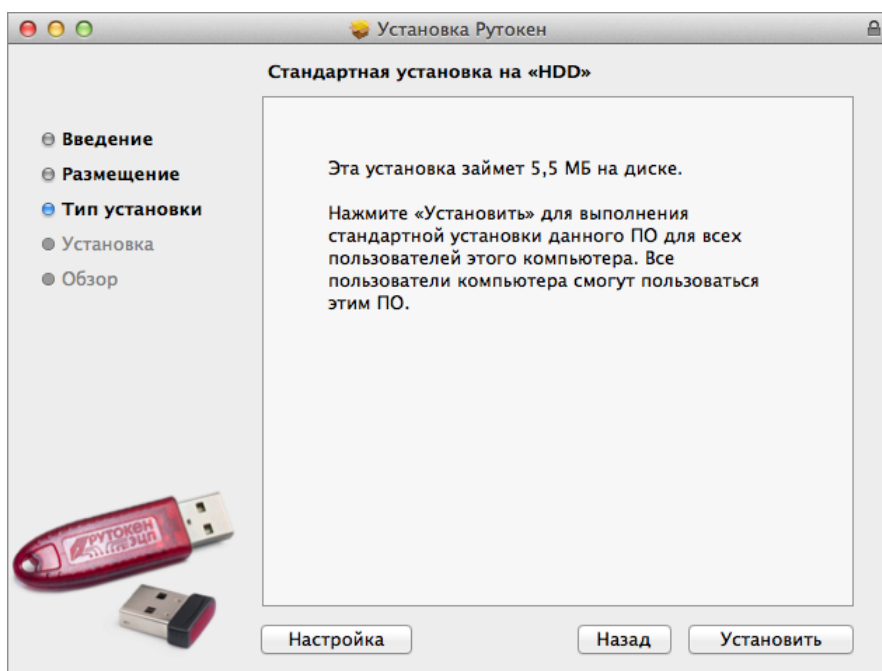 Установка Рутокен
Стандартная установка на «HDD»
Введение
Размещение
Тип установки
Установка
Обзор
Эта установка займет 5,5 МБ на диске.
Нажмите «Установить» для выполнения
стандартной установки данного ПО для всех
пользователей этого компьютера. Все
пользователи компьютера смогут пользоваться
этим ПО.
РУТОКЕН
ЭЦП
Настройка
Назад
Установить